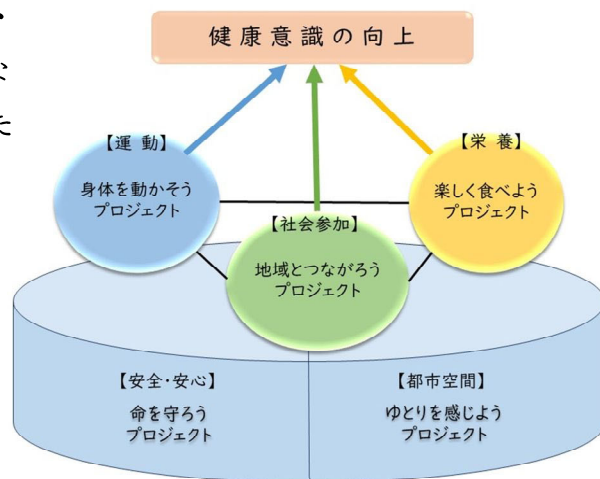 ・
な
た
健康意識の向上
【運 動】
身体を動かそう
プロジェクト
【栄 養】
楽しく食べよう
プロジェクト
【社会参加】
地域とつながろう
プロジェクト
【安全・安心】
命を守ろう
プロジェクト
【都市空間】
ゆとりを感じよう
プロジェクト